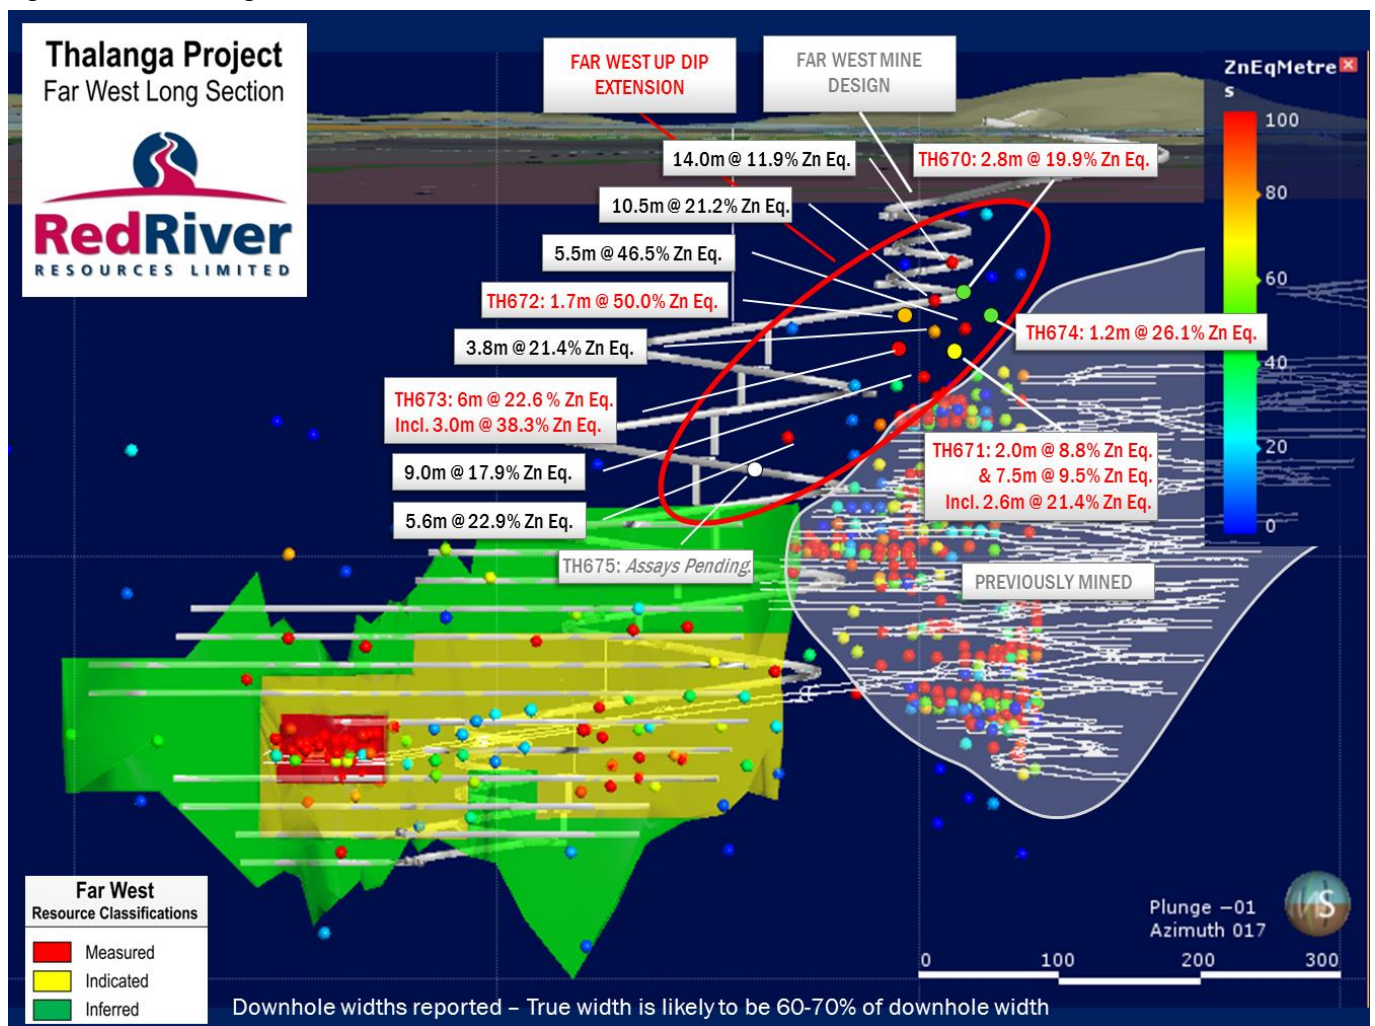 Thalanga Project
Far West Long Section
RedRiver
RESOURCES LIMITED
FAR WEST UP DIP
EXTENSION
FAR WEST MINE
DESIGN
ZnEqMetre
s
100
80
60
40
20
0
14.0m @ 11.9% Zn Eq.
TH670: 2.8m @ 19.9% Zn Eq.
10.5m @ 21.2% Zn Eq.
5.5m @ 46.5% Zn Eq.
TH672: 1.7m @ 50.0% Zn Eq.
TH674: 1.2m @ 26.1% Zn Eq.
3.8m @ 21.4% Zn Eq.
TH673: 6m @ 22.6 % Zn Eq.
Incl. 3.0m @ 38.3% Zn Eq.
TH671: 2.0m @ 8.8% Zn Eq.
& 7.5m @ 9.5% Zn Eq.
Incl. 2.6m @ 21.4% Zn Eq.
9.0m @ 17.9% Zn Eq.
5.6m @ 22.9% Zn Eq.
TH675: Assays Pending.
PREVIOUSLY MINED
Far West
Resource Classifications
Measured
Indicated
Inferred
Plunge −01
Azimuth 017
0 100 200 300
Downhole widths reported – True width is likely to be 60-70% of downhole width